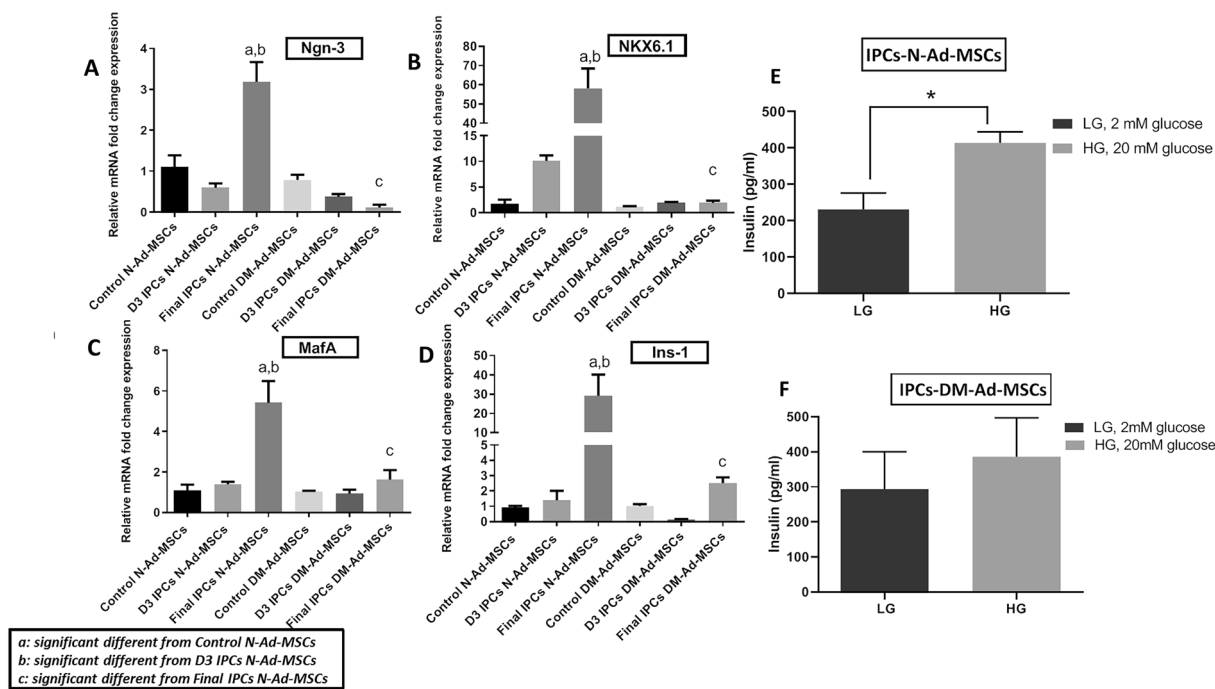 A
Ngn-3
Relative mRNA fold change expression
4
3
2
1
0
a,b
c
Control N-Ad-MSCs
D3 IPCs N-Ad-MSCs
Final IPCs N-Ad-MSCs
Control DM-Ad-MSCs
D3 IPCs DM-Ad-MSCs
Final IPCs DM-Ad-MSCs
B
NKX6.1
Relative mRNA fold change expression
80
70
60
50
40
15
10
5
0
a,b
c
Control N-Ad-MSCs
D3 IPCs N-Ad-MSCs
Final IPCs N-Ad-MSCs
Control DM-Ad-MSCs
D3 IPCs DM-Ad-MSCs
Final IPCs DM-Ad-MSCs
E
IPCs-N-Ad-MSCs
Insulin (pg/ml)
500
400
300
200
100
0
*
LG
HG
LG, 2 mM glucose
HG, 20 mM glucose
C
MafA
Relative mRNA fold change expression
8
6
4
2
0
a,b
c
Control N-Ad-MSCs
D3 IPCs N-Ad-MSCs
Final IPCs N-Ad-MSCs
Control DM-Ad-MSCs
D3 IPCs DM-Ad-MSCs
Final IPCs DM-Ad-MSCs
D
Ins-1
Relative mRNA fold change expression
50
40
30
20
10
5
4
3
2
1
0
a,b
c
Control N-Ad-MSCs
D3 IPCs N-Ad-MSCs
Final IPCs N-Ad-MSCs
Control DM-Ad-MSCs
D3 IPCs DM-Ad-MSCs
Final IPCs DM-Ad-MSCs
F
IPCs-DM-Ad-MSCs
Insulin (pg/ml)
500
400
300
200
100
0
LG
HG
LG, 2mM glucose
HG, 20mM glucose
a: significant different from Control N-Ad-MSCs
b: significant different from D3 IPCs N-Ad-MSCs
c: significant different from Final IPCs N-Ad-MSCs